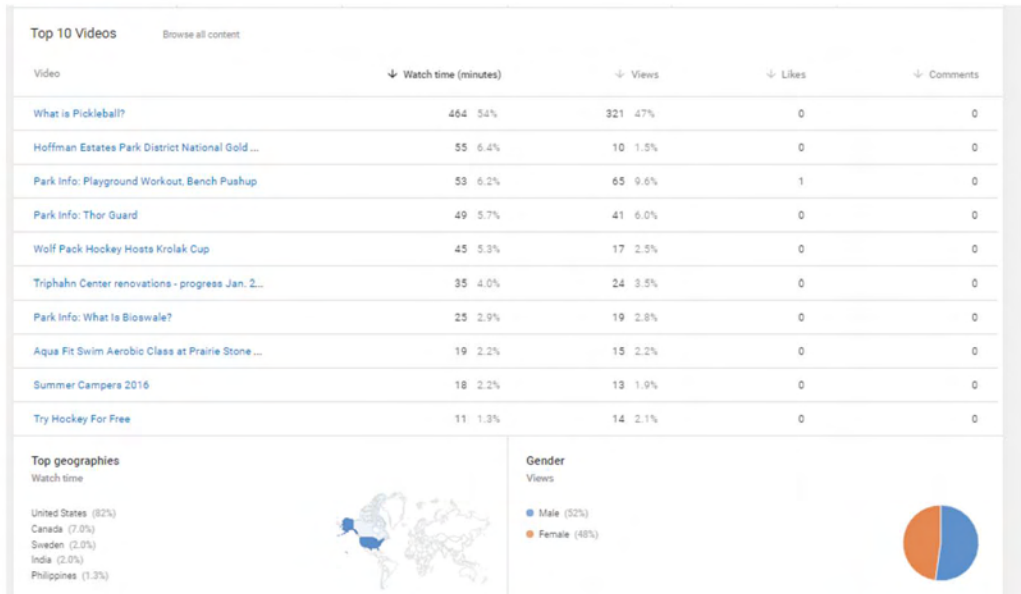 Top 10 Videos Browse all content
Video ↓ Watch time (minutes) ↓ Views ↓ Likes ↓ Comments
What is Pickleball? 464 54% 321 47% 0 0
Hoffman Estates Park District National Gold ... 55 6.4% 10 1.5% 0 0
Park Info: Playground Workout, Bench Pushup 53 6.2% 65 9.6% 1 0
Park Info: Thor Guard 49 5.7% 41 6.0% 0 0
Wolf Pack Hockey Hosts Krolak Cup 45 5.3% 17 2.5% 0 0
Triphahn Center renovations - progress Jan. 2... 35 4.0% 24 3.5% 0 0
Park Info: What Is Bioswale? 25 2.9% 19 2.8% 0 0
Aqua Fit Swim Aerobic Class at Prairie Stone ... 19 2.2% 15 2.2% 0 0
Summer Campers 2016 18 2.2% 13 1.9% 0 0
Try Hockey For Free 11 1.3% 14 2.1% 0 0
Top geographies
Watch time
United States (82%)
Canada (7.0%)
Sweden (2.0%)
India (2.0%)
Philippines (1.3%)
Gender
Views
Male (52%)
Female (48%)